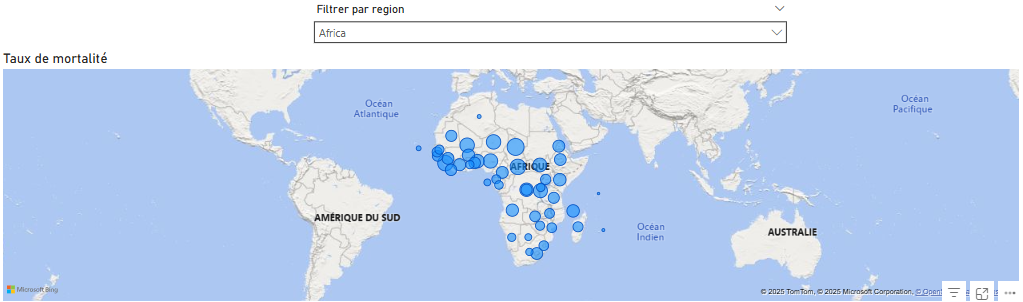 Filtrer par region
Africa
Taux de mortalité
Océan
Atlantique
Océan
Pacifique
AFRIQUE
AMÉRIQUE DU SUD
Océan
Indien
AUSTRALIE
Microsoft Bing
© 2025 TomTom, © 2025 Microsoft Corporation, © OpenSt